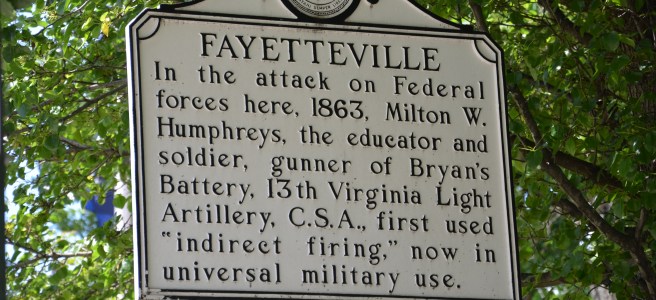 FAYETTEVILLE
In the attack on Federal
forces here, 1863, Milton W.
Humphreys, the educator and
soldier, gunner of Bryan's
Battery, 13th Virginia Light
Artillery, C.S.A., first used
"indirect firing," now in
universal military use.